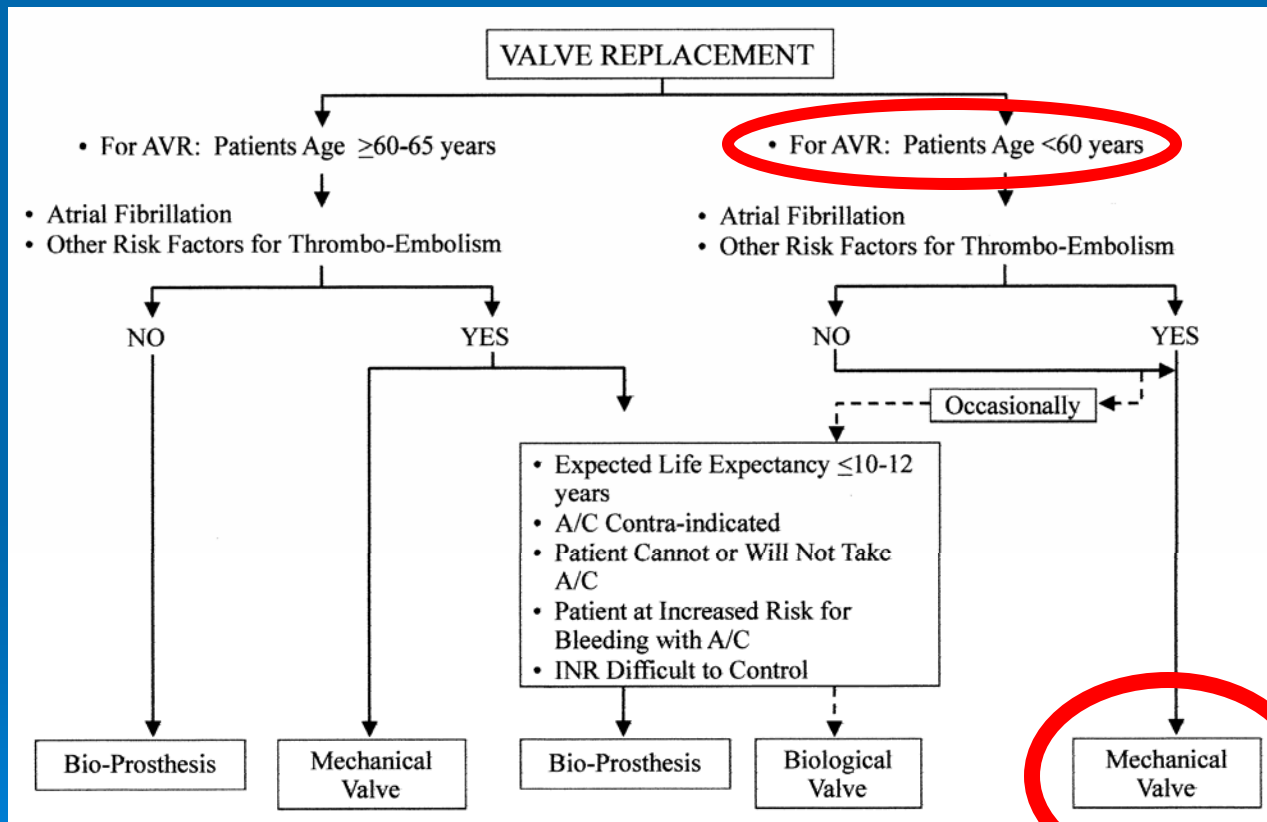 VALVE REPLACEMENT
• For AVR: Patients Age ≥60-65 years
• For AVR: Patients Age <60 years
• Atrial Fibrillation
• Other Risk Factors for Thrombo-Embolism
• Atrial Fibrillation
• Other Risk Factors for Thrombo-Embolism
NO
YES
NO
YES
Occasionally
• Expected Life Expectancy ≤10-12
years
• A/C Contra-indicated
• Patient Cannot or Will Not Take
A/C
• Patient at Increased Risk for
Bleeding with A/C
• INR Difficult to Control
Bio-Prosthesis
Mechanical
Valve
Bio-Prosthesis
Biological
Valve
Mechanical
Valve